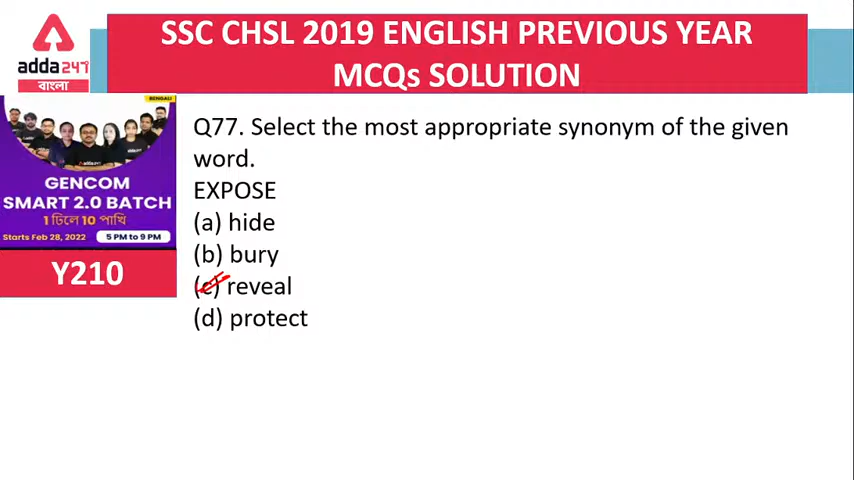 SSC CHSL 2019 ENGLISH PREVIOUS YEAR
MCQs SOLUTION
adda247
বাংলা
BENGALI
GENCOM
SMART 2.0 BATCH
1 ঢিলে 10 পাখি
Starts Feb 28, 2022
5 PM to 9 PM
Y210
Q77. Select the most appropriate synonym of the given
word.
EXPOSE
(a) hide
(b) bury
(c) reveal
(d) protect